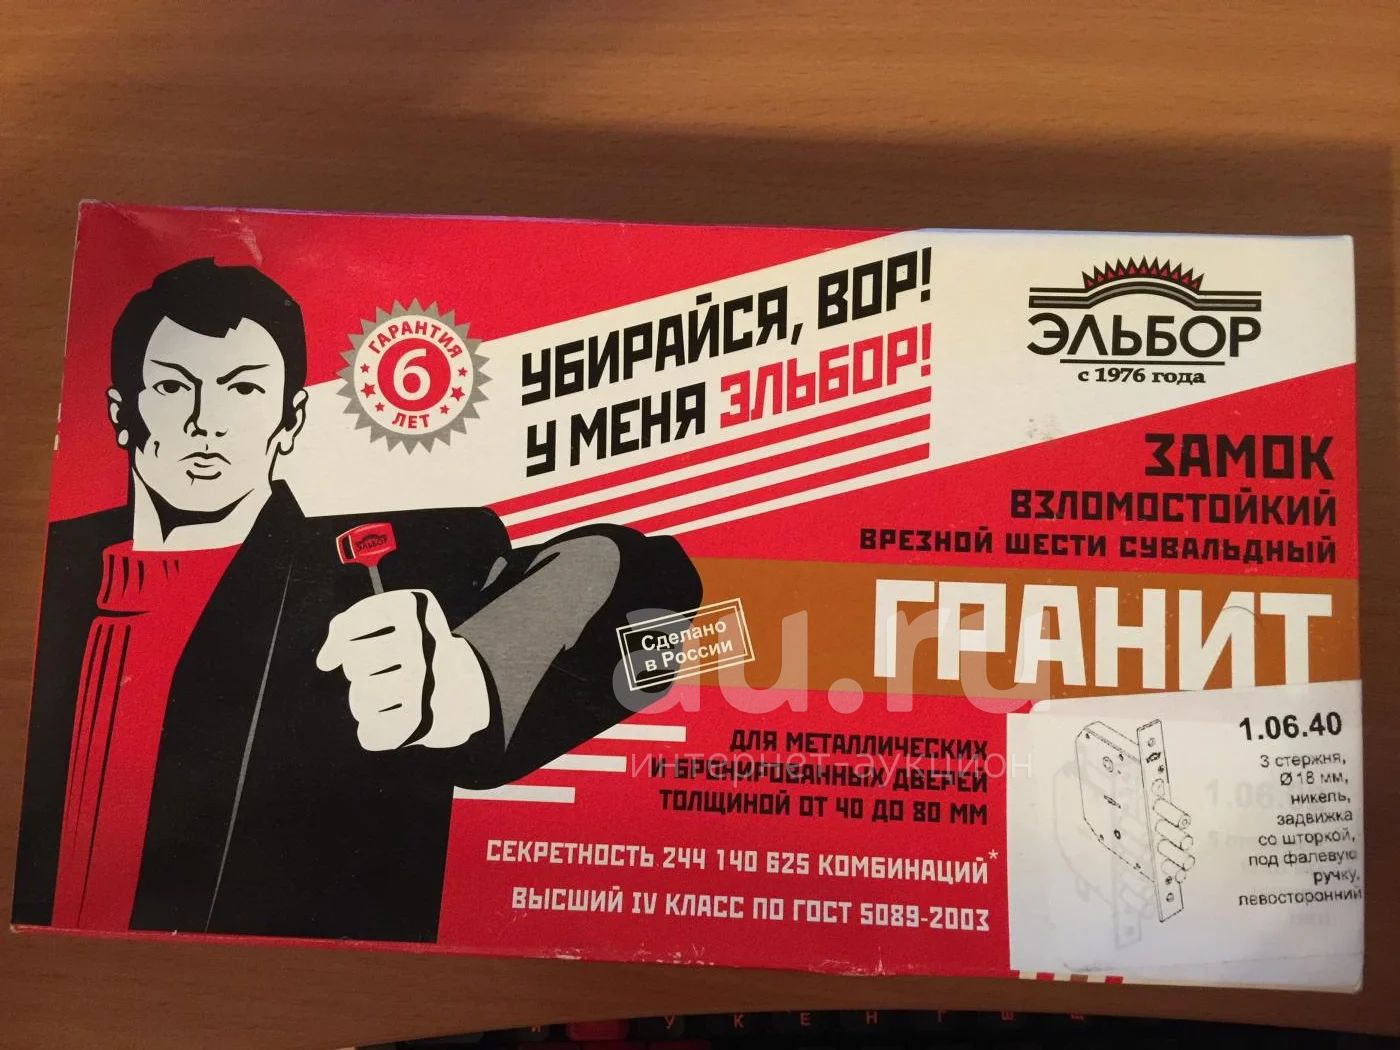 УБИРАЙСЯ, ВОР!
У МЕНЯ ЭЛЬБОР!
ГАРАНТИЯ
6
ЛЕТ
ЭЛЬБОР
с 1976 года
ЗАМОК
ВЗЛОМОСТОЙКИЙ
ВРЕЗНОЙ ШЕСТИ СУВАЛЬДНЫЙ
ГРАНИТ
ЭЛЬБОР
Сделано
в России
au.ru
интернет-аукцион
ДЛЯ МЕТАЛЛИЧЕСКИХ
И БРОНИРОВАННЫХ ДВЕРЕЙ
ТОЛЩИНОЙ ОТ 40 ДО 80 ММ
СЕКРЕТНОСТЬ 244 140 625 КОМБИНАЦИЙ*
ВЫСШИЙ IV КЛАСС ПО ГОСТ 5089-2003
1.06.40
3 стержня,
Ø18 мм,
никель,
задвижка
со шторкой,
под фалевую
ручку,
левосторонний
У К Е Н Г Ш Щ